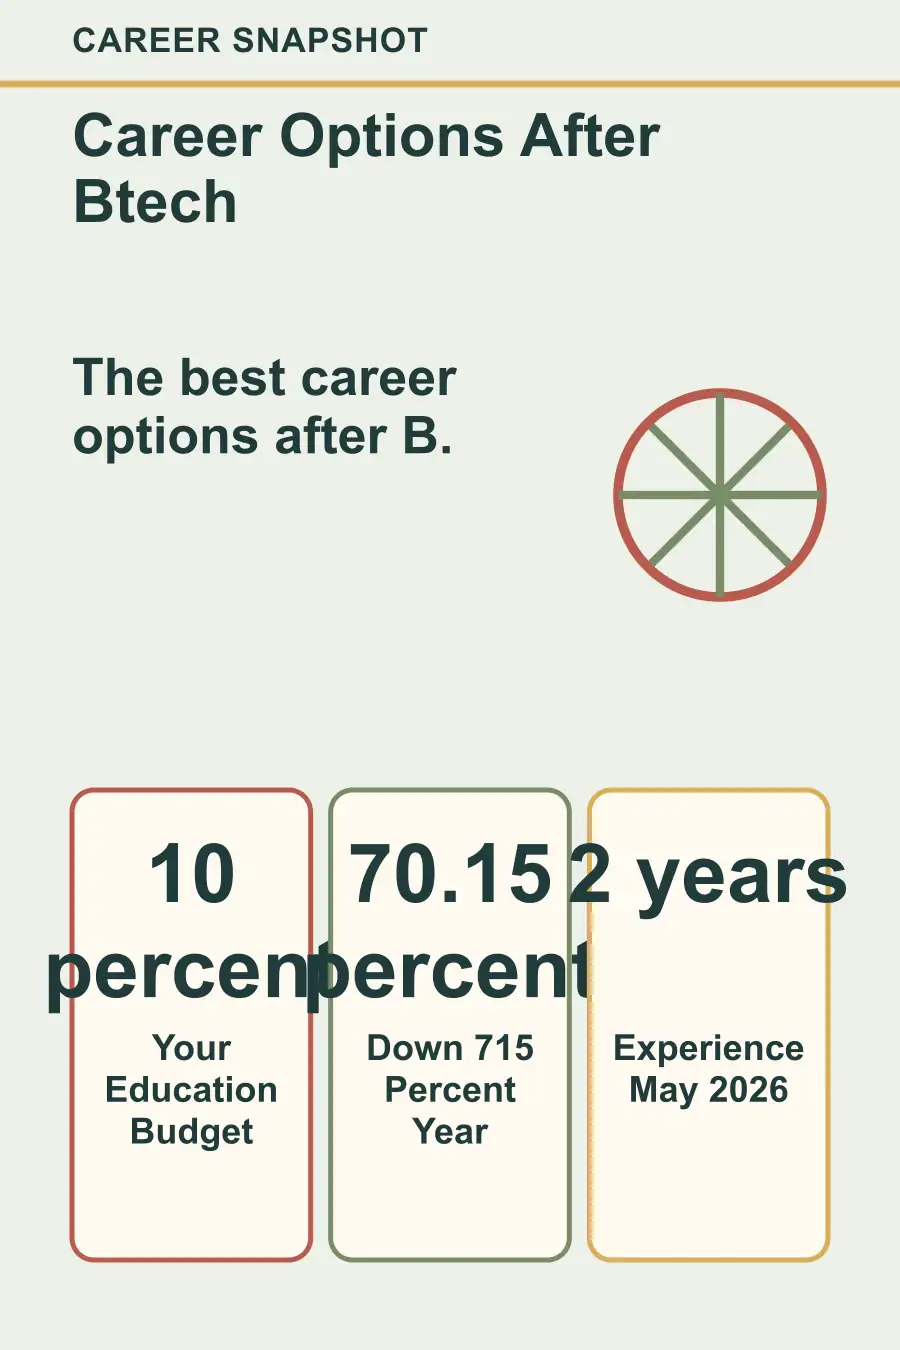 CAREER SNAPSHOT
Career Options After
Btech
The best career
options after B.
10
percent
Your
Education
Budget
70.15
percent
Down 715
Percent
Year
2 years
Experience
May 2026